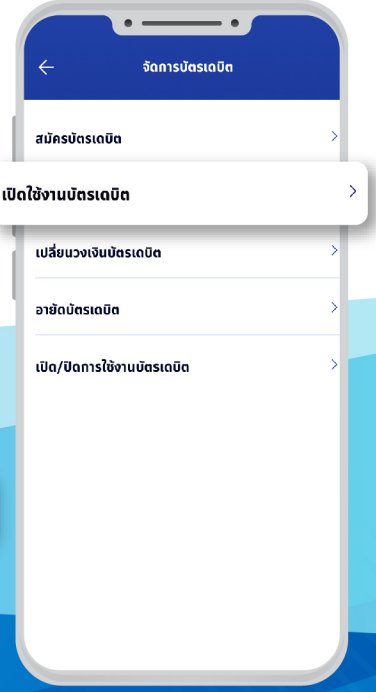 จัดการบัตรเดบิต
สมัครบัตรเดบิต
เปิดใช้งานบัตรเดบิต
เปลี่ยนวงเงินบัตรเดบิต
อายัดบัตรเดบิต
เปิด/ปิดการใช้งานบัตรเดบิต